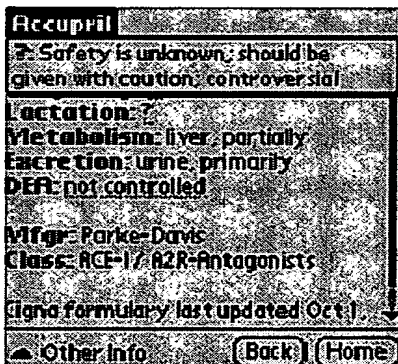 Accupril
? Safety is unknown; should be
given with caution; controversial
Lactation: ?
Metabolism: liver, partially
Excretion: urine, primarily
DEA: not controlled
Mfgr: Parke-Davis
Class: ACE-I / A2R-Antagonists
Cigna formulary last updated Oct 1,
Other Info
Back
Home